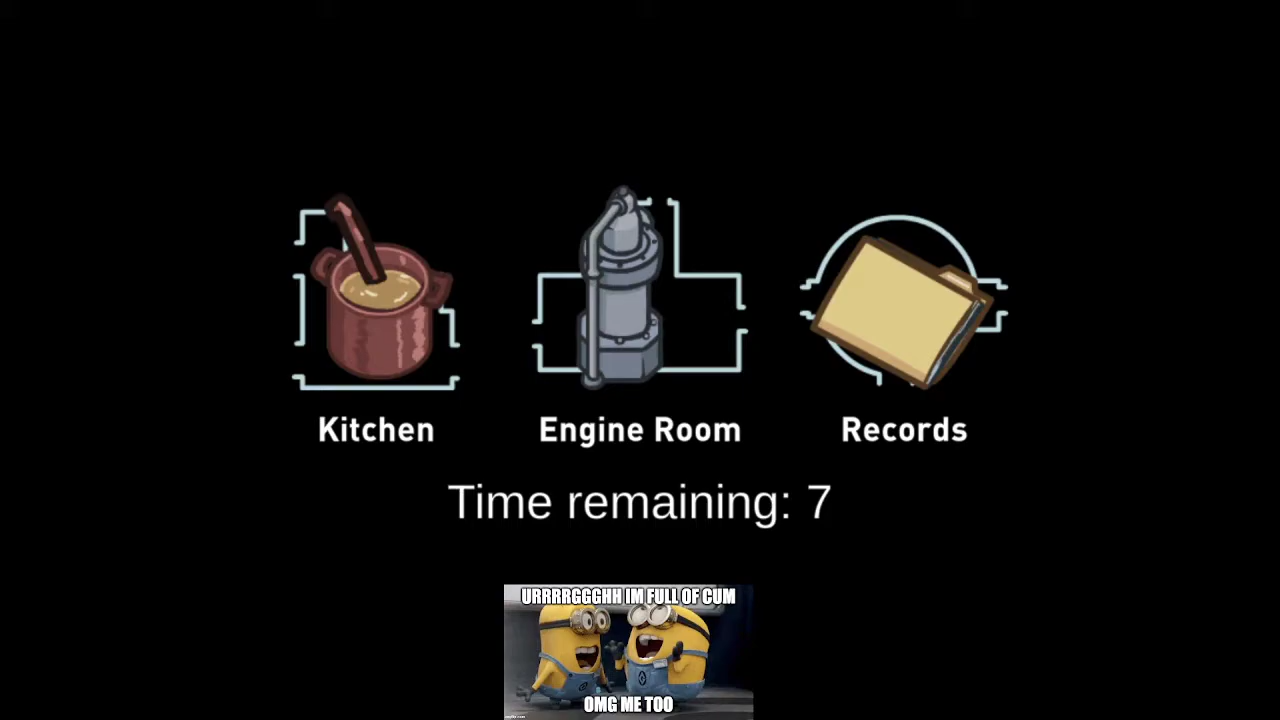 Kitchen
Engine Room
Records
Time remaining: 7
URRRRGGGHH IM FULL OF CUM
OMG ME TOO